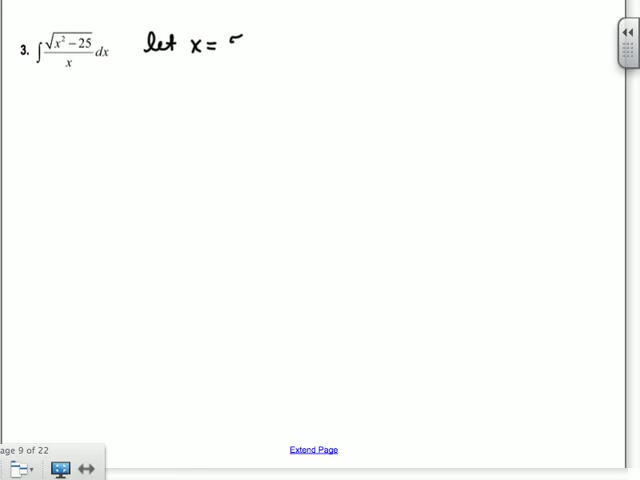 3. ∫ √(x² − 25) / x dx let x =
age 9 of 22
Extend Page